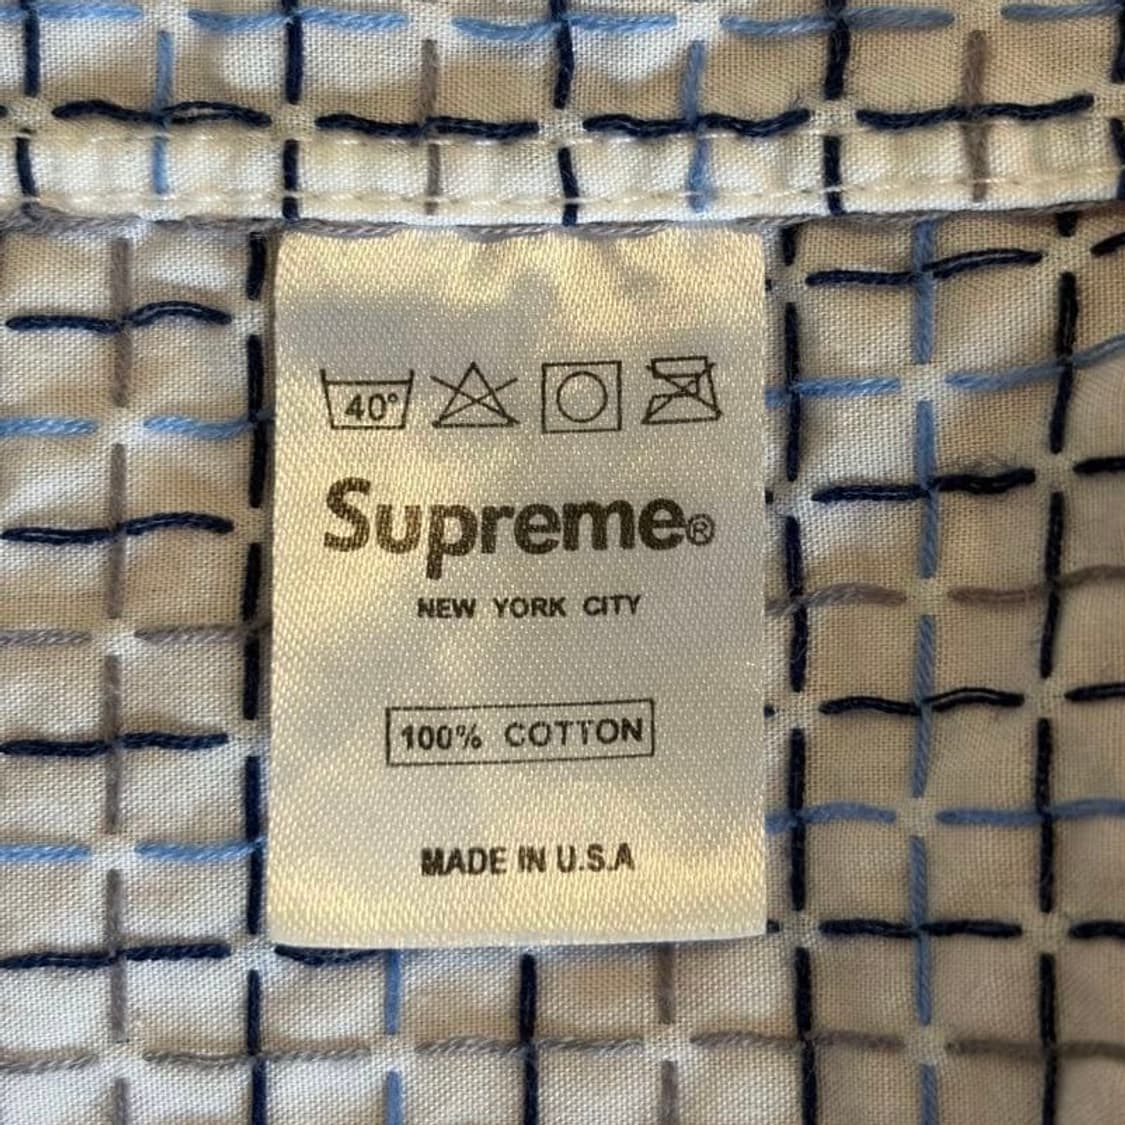 40°
Supreme®
NEW YORK CITY
100% COTTON
MADE IN U.S.A